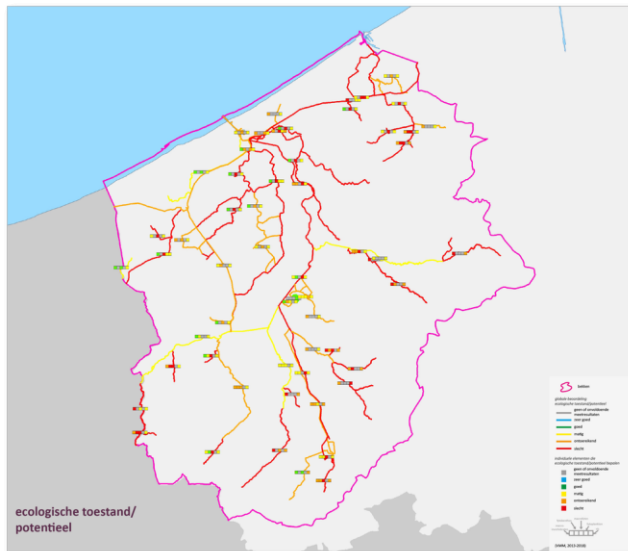 bekken
globale beoordeling
ecologische toestand/potentieel
geen of onvoldoende
meetresultaten
zeer goed
goed
matig
ontoereikend
slecht
individuele elementen die
ecologische toestand/potentieel bepalen
geen of onvoldoende
meetresultaten
zeer goed
goed
matig
ontoereikend
slecht
ecologische toestand/
potentieel